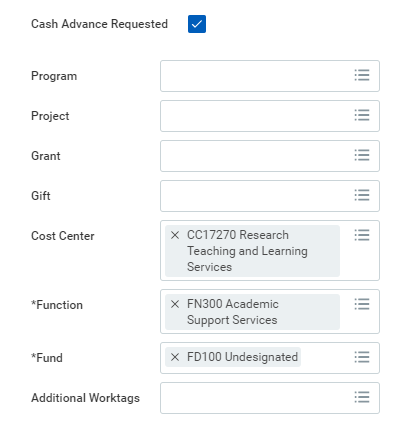 Cash Advance Requested
Program
Project
Grant
Gift
Cost Center
× CC17270 Research
Teaching and Learning
Services
*Function
× FN300 Academic
Support Services
*Fund
× FD100 Undesignated
Additional Worktags